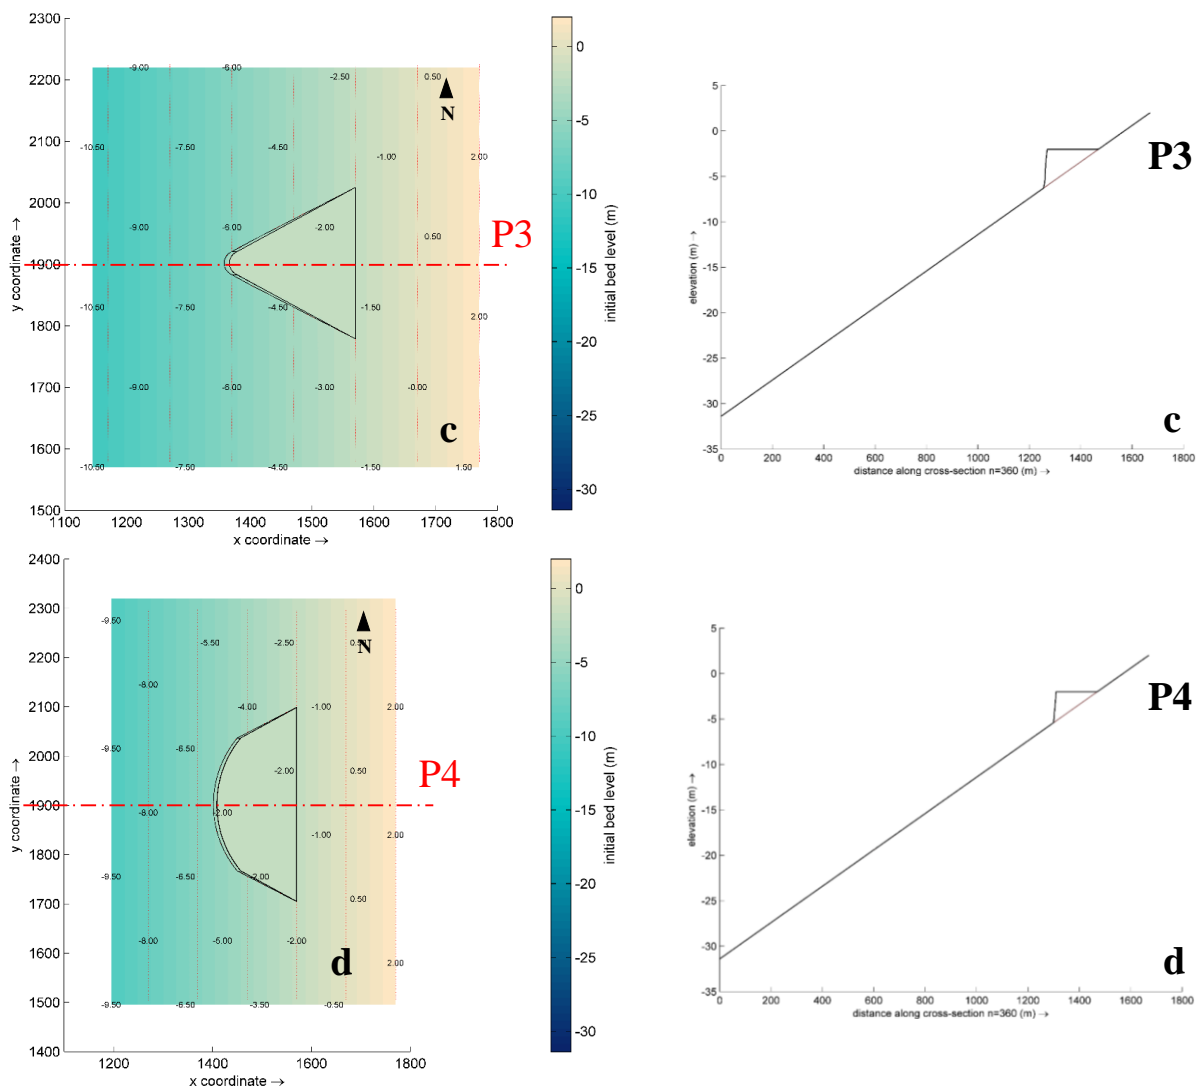 2300
2200
2100
2000
1900
1800
1700
1600
1500
1100 1200 1300 1400 1500 1600 1700 1800
x coordinate →
y coordinate →
-9.00 -6.00 -2.50 0.50
N
-10.50 -7.50 -4.50 -1.00 2.00
-9.00 -6.00 -2.00 0.50
P3
-10.50 -7.50 -4.50 -1.50 2.00
-9.00 -6.00 -3.00 -0.00
c
-10.50 -7.50 -4.50 -1.50 1.50
0
-5
-10
-15
-20
-25
-30
initial bed level (m)
5
0
-5
-10
-15
-20
-25
-30
-35
elevation (m) →
P3
c
0 200 400 600 800 1000 1200 1400 1600 1800
distance along cross-section n=360 (m) →
2400
2300
2200
2100
2000
1900
1800
1700
1600
1500
1400
1200 1400 1600 1800
x coordinate →
y coordinate →
-9.50
-5.50 -2.50 0.50
N
-8.00
-4.00 -1.00 2.00
-9.50 -6.50
-2.00 0.50
P4
-8.00 -2.00
-1.00 2.00
-9.50 -6.50 -2.00
0.50
-8.00 -5.00 -2.00
d
2.00
-9.50 -6.50 -3.50 -0.50
0
-5
-10
-15
-20
-25
-30
initial bed level (m)
5
0
-5
-10
-15
-20
-25
-30
-35
elevation (m) →
P4
d
0 200 400 600 800 1000 1200 1400 1600 1800
distance along cross-section n=360 (m) →